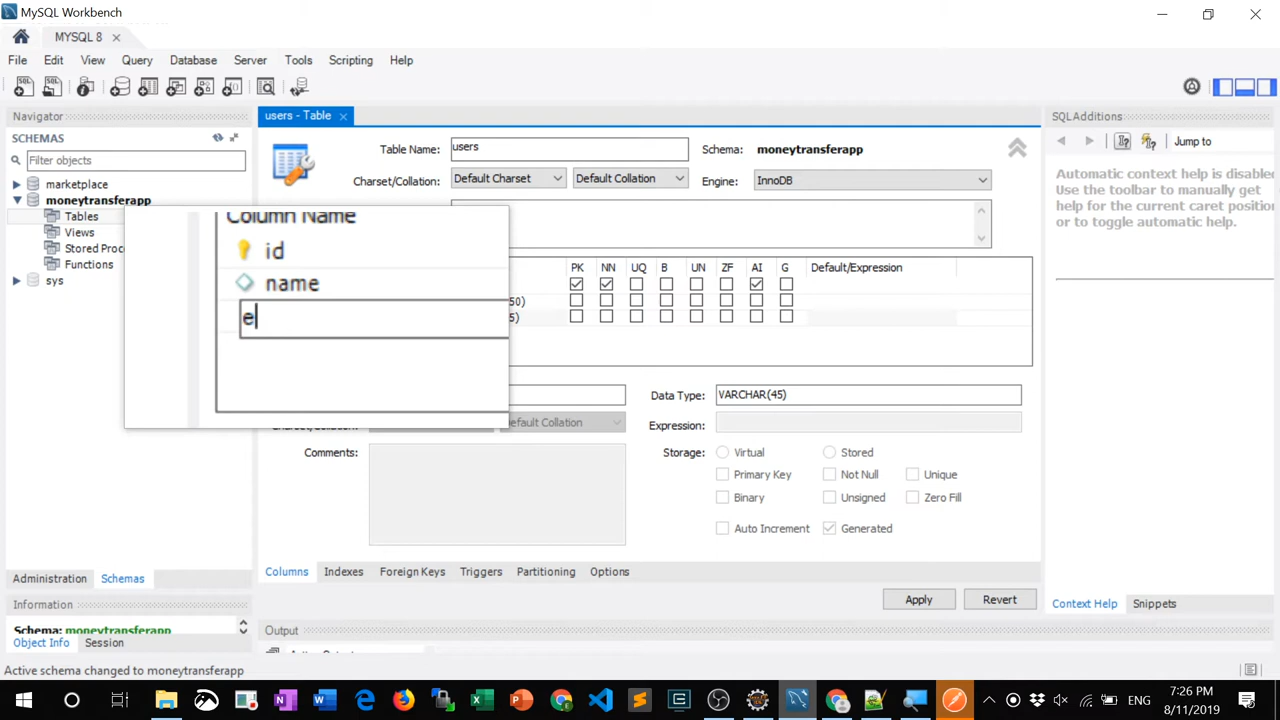 MySQL Workbench
MYSQL 8
File Edit View Query Database Server Tools Scripting Help
Navigator
SCHEMAS
Filter objects
marketplace
moneytransferapp
Tables
Views
Stored Proc
Functions
sys
Administration Schemas
Information
Schema: moneytransferapp
Object Info Session
users - Table
Table Name: users Schema: moneytransferapp
Charset/Collation: Default Charset Default Collation Engine: InnoDB
Column Name
id
name
e
PK NN UQ B UN ZF AI G Default/Expression
50)
5)
Data Type: VARCHAR(45)
Default Collation Expression:
Comments: Storage: Virtual Stored
Primary Key Not Null Unique
Binary Unsigned Zero Fill
Auto Increment Generated
Columns Indexes Foreign Keys Triggers Partitioning Options
Apply Revert
Output
SQLAdditions
Jump to
Automatic context help is disabled
Use the toolbar to manually get
help for the current caret position
or to toggle automatic help.
Context Help Snippets
Active schema changed to moneytransferapp
ENG
7:26 PM
8/11/2019